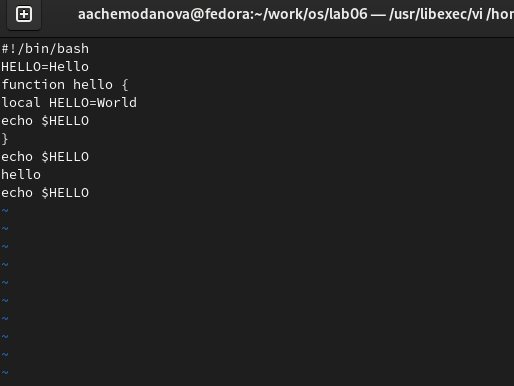 aachemodanova@fedora:~/work/os/lab06 — /usr/libexec/vi /hor
#!/bin/bash
HELLO=Hello
function hello {
local HELLO=World
echo $HELLO
}
echo $HELLO
hello
echo $HELLO
~
~
~
~
~
~
~
~
~
~